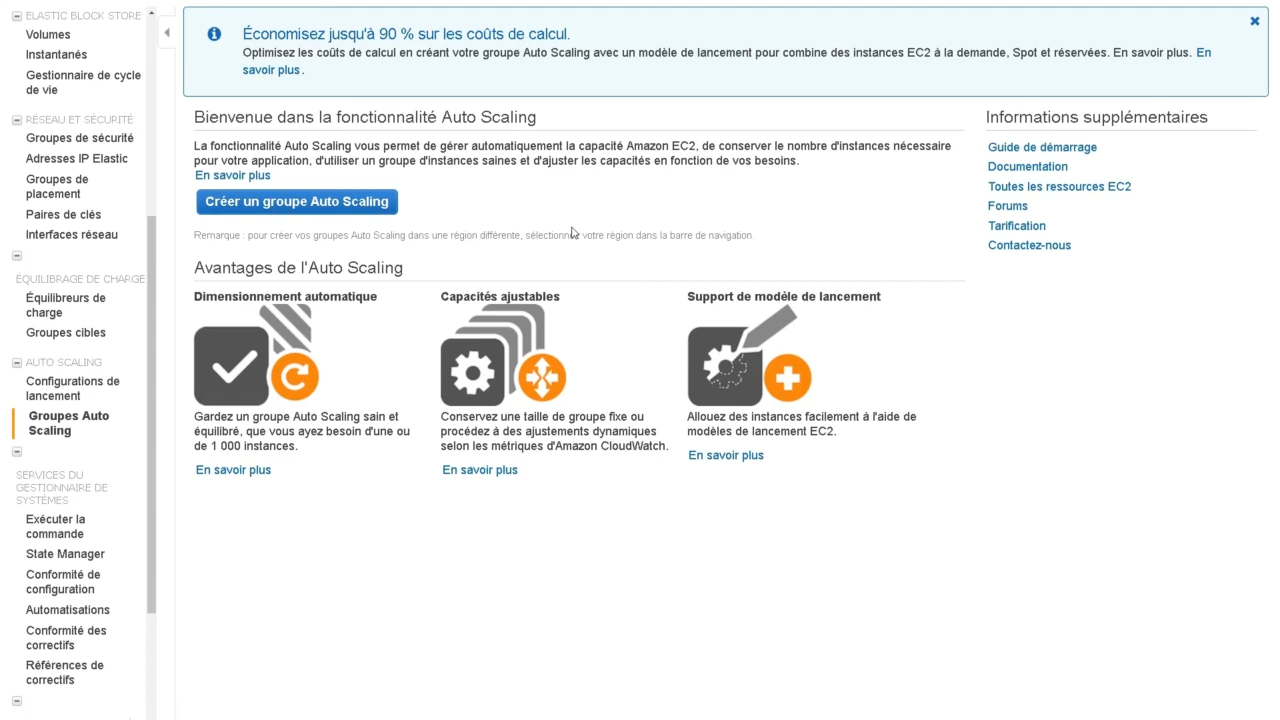 ELASTIC BLOCK STORE
Volumes
Instantanés
Gestionnaire de cycle
de vie
RÉSEAU ET SÉCURITÉ
Groupes de sécurité
Adresses IP Elastic
Groupes de
placement
Paires de clés
Interfaces réseau
ÉQUILIBRAGE DE CHARGE
Équilibreurs de
charge
Groupes cibles
AUTO SCALING
Configurations de
lancement
Groupes Auto
Scaling
SERVICES DU
GESTIONNAIRE DE
SYSTÈMES
Exécuter la
commande
State Manager
Conformité de
configuration
Automatisations
Conformité des
correctifs
Références de
correctifs
Économisez jusqu'à 90 % sur les coûts de calcul.
Optimisez les coûts de calcul en créant votre groupe Auto Scaling avec un modèle de lancement pour combine des instances EC2 à la demande, Spot et réservées. En savoir plus. En
savoir plus.
Bienvenue dans la fonctionnalité Auto Scaling
La fonctionnalité Auto Scaling vous permet de gérer automatiquement la capacité Amazon EC2, de conserver le nombre d'instances nécessaire
pour votre application, d'utiliser un groupe d'instances saines et d'ajuster les capacités en fonction de vos besoins.
En savoir plus
Créer un groupe Auto Scaling
Remarque : pour créer vos groupes Auto Scaling dans une région différente, sélectionnez votre région dans la barre de navigation.
Avantages de l'Auto Scaling
Dimensionnement automatique
Gardez un groupe Auto Scaling sain et
équilibré, que vous ayez besoin d'une ou
de 1 000 instances.
En savoir plus
Capacités ajustables
Conservez une taille de groupe fixe ou
procédez à des ajustements dynamiques
selon les métriques d'Amazon CloudWatch.
En savoir plus
Support de modèle de lancement
Allouez des instances facilement à l'aide de
modèles de lancement EC2.
En savoir plus
Informations supplémentaires
Guide de démarrage
Documentation
Toutes les ressources EC2
Forums
Tarification
Contactez-nous